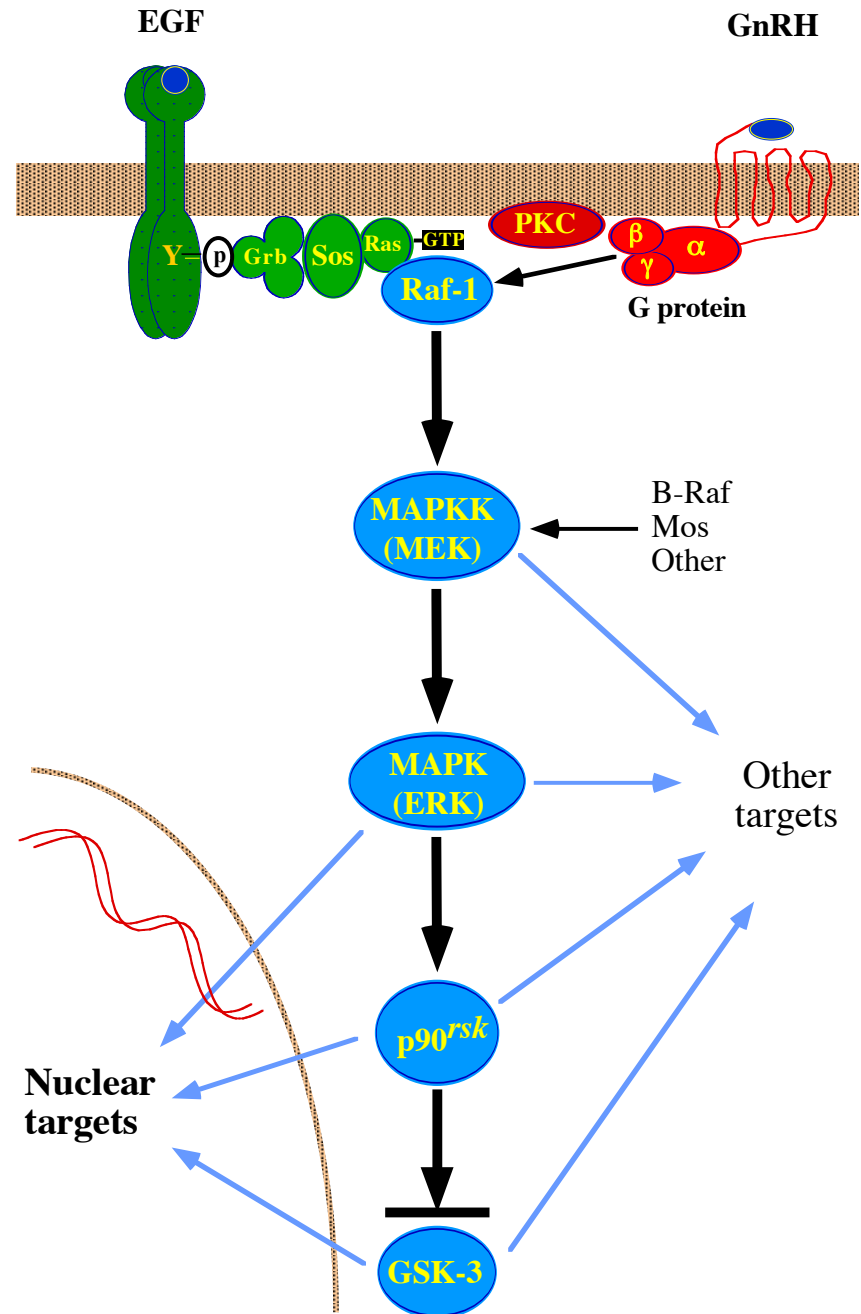 EGF
GnRH
PKC
β
α
γ
Y
p
Grb
Sos
Ras
GTP
Raf-1
G protein
MAPKK
(MEK)
B-Raf
Mos
Other
MAPK
(ERK)
Other
targets
p90rsk
Nuclear
targets
GSK-3